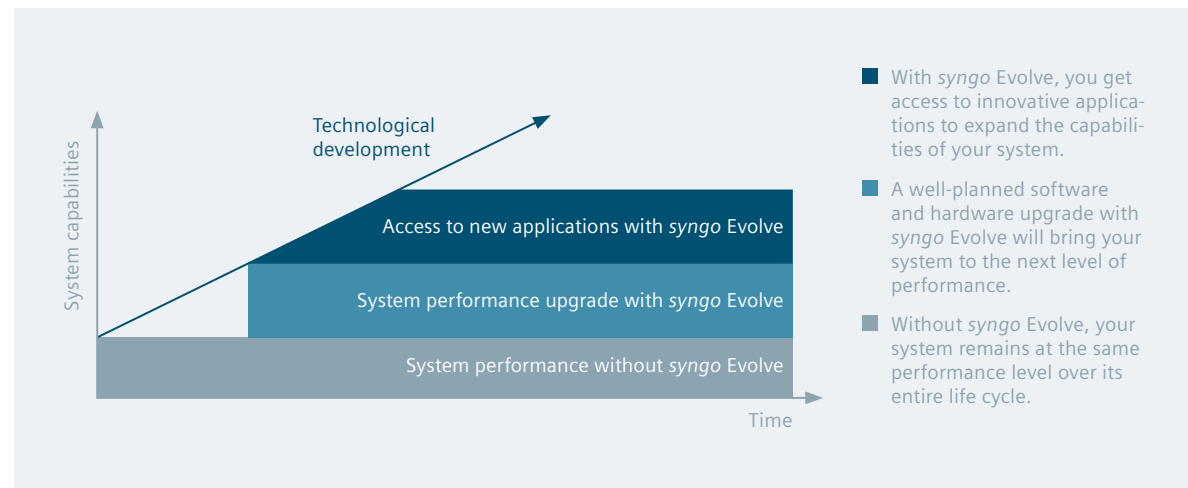 System capabilities
Technological
development
Access to new applications with syngo Evolve
System performance upgrade with syngo Evolve
System performance without syngo Evolve
Time
With syngo Evolve, you get
access to innovative applica-
tions to expand the capabili-
ties of your system.
A well-planned software
and hardware upgrade with
syngo Evolve will bring your
system to the next level of
performance.
Without syngo Evolve, your
system remains at the same
performance level over its
entire life cycle.